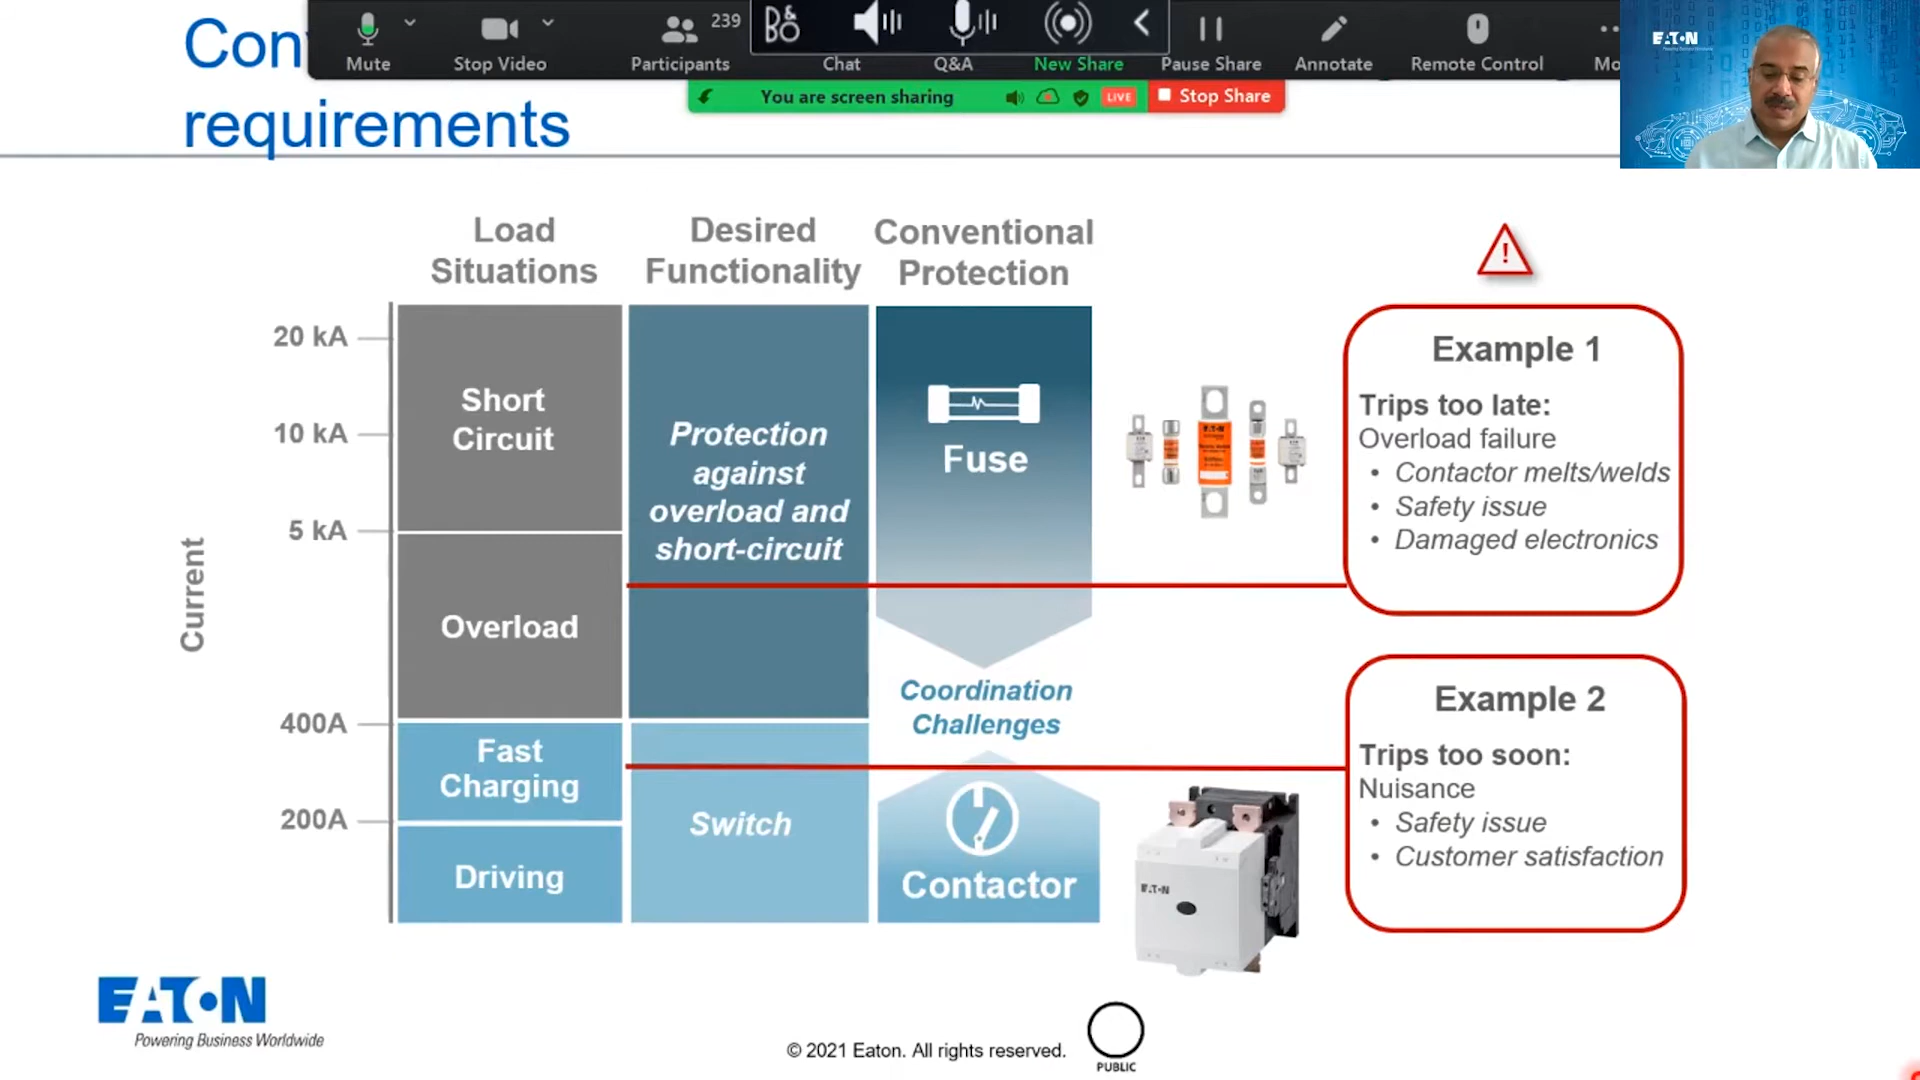 Con
requirements
Mute
Stop Video
239
Participants
B&O
Chat
Q&A
New Share
Pause Share
Annotate
Remote Control
Mo
You are screen sharing
LIVE
Stop Share
EATON
Load
Situations
Desired
Functionality
Conventional
Protection
Current
20 kA
10 kA
5 kA
400A
200A
Short
Circuit
Overload
Fast
Charging
Driving
Protection
against
overload and
short-circuit
Switch
Fuse
Coordination
Challenges
Contactor
EATON
!
Example 1
Trips too late:
Overload failure
• Contactor melts/welds
• Safety issue
• Damaged electronics
Example 2
Trips too soon:
Nuisance
• Safety issue
• Customer satisfaction
EATON
Powering Business Worldwide
© 2021 Eaton. All rights reserved.
PUBLIC